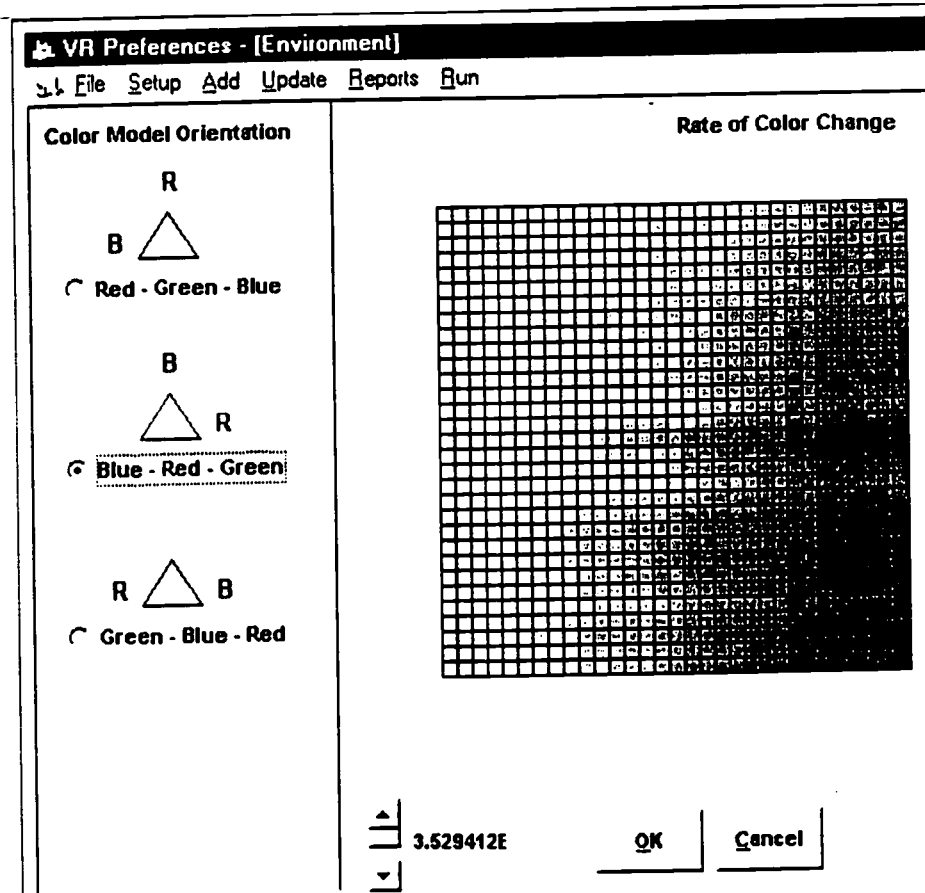 VR Preferences - [Environment]
File Setup Add Update Reports Run
Color Model Orientation
R
B
Red - Green - Blue
B
R
Blue - Red - Green
R B
Green - Blue - Red
Rate of Color Change
3.529412E
OK Cancel